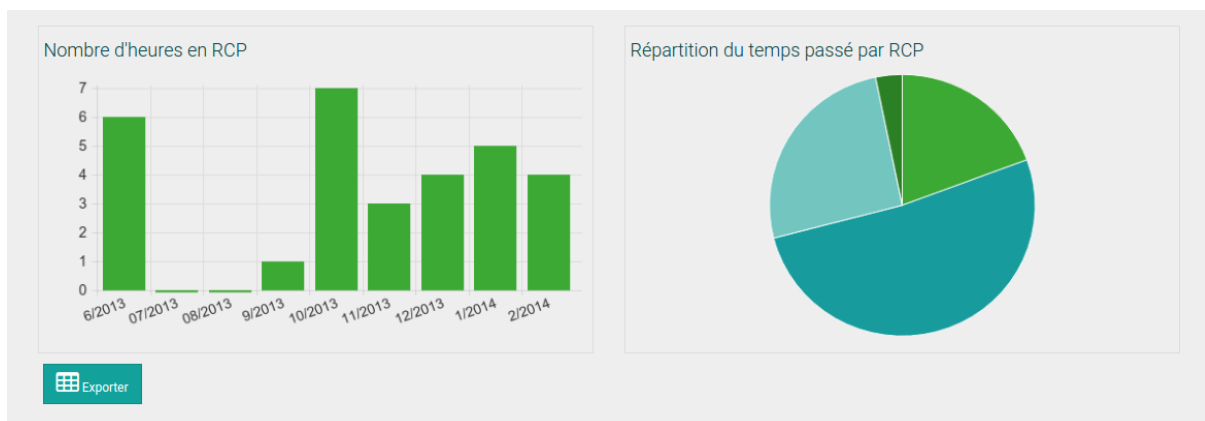 Nombre d'heures en RCP
7
6
5
4
3
2
1
0
6/2013 07/2013 08/2013 9/2013 10/2013 11/2013 12/2013 1/2014 2/2014
Répartition du temps passé par RCP
Exporter